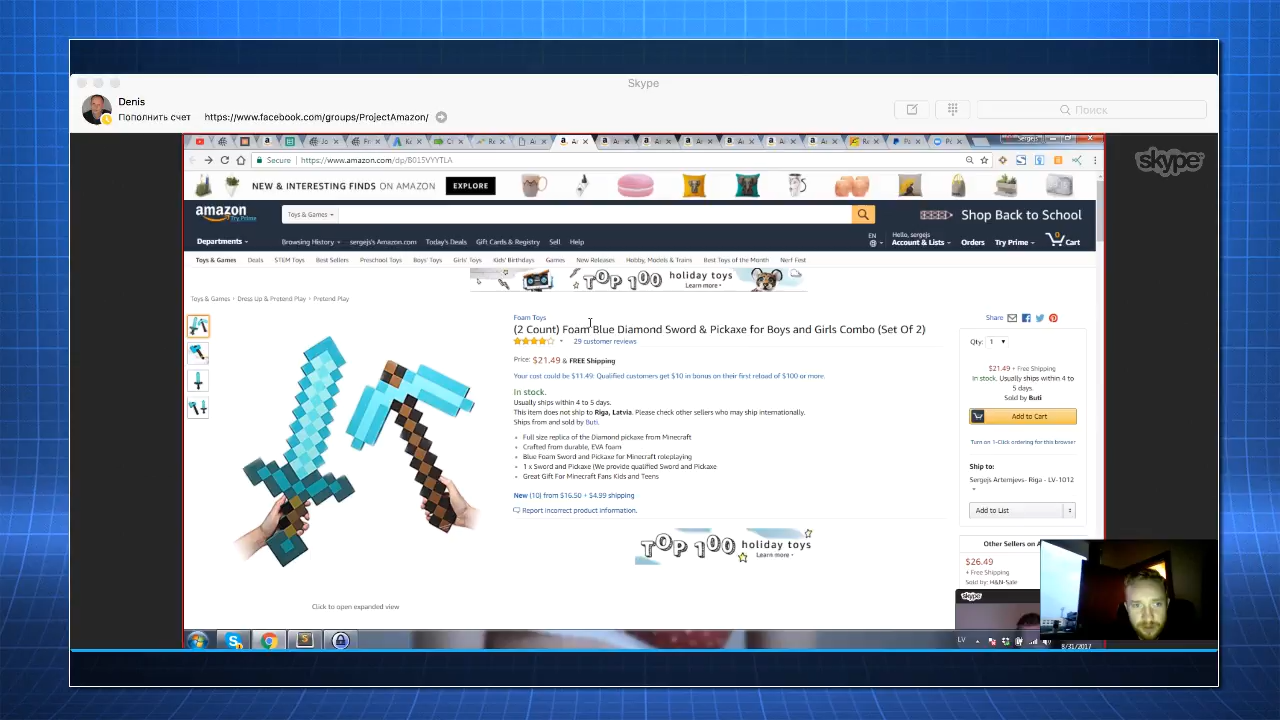 Skype
Denis
Пополнить счет https://www.facebook.com/groups/ProjectAmazon/
Поиск
skype
Secure https://www.amazon.com/dp/B015VYYTLA
NEW & INTERESTING FINDS ON AMAZON EXPLORE
amazon Try Prime
Toys & Games
Shop Back to School
Departments
Browsing History sergejs's Amazon.com Today's Deals Gift Cards & Registry Sell Help
EN
Hello, sergejs
Account & Lists Orders Try Prime 0 Cart
Toys & Games Deals STEM Toys Best Sellers Preschool Toys Boys' Toys Girls' Toys Kids' Birthdays Games New Releases Hobby, Models & Trains Best Toys of the Month Nerf Fest
TOP 100 holiday toys
Learn more
Toys & Games › Dress Up & Pretend Play › Pretend Play
Foam Toys
(2 Count) Foam Blue Diamond Sword & Pickaxe for Boys and Girls Combo (Set Of 2)
29 customer reviews
Price: $21.49 & FREE Shipping
Your cost could be $11.49: Qualified customers get $10 in bonus on their first reload of $100 or more.
In stock.
Usually ships within 4 to 5 days.
This item does not ship to Riga, Latvia. Please check other sellers who may ship internationally.
Ships from and sold by Buti.
Full size replica of the Diamond pickaxe from Minecraft
Crafted from durable, EVA foam
Blue Foam Sword and Pickaxe for Minecraft roleplaying
1 x Sword and Pickaxe (We provide qualified Sword and Pickaxe
Great Gift For Minecraft Fans Kids and Teens
New (10) from $16.50 + $4.99 shipping
Report incorrect product information.
TOP 100 holiday toys
Learn more
Click to open expanded view
Share
Qty: 1
$21.49 + Free Shipping
In stock. Usually ships within 4 to
5 days.
Sold by Buti
Add to Cart
Turn on 1-Click ordering for this browser
Ship to:
Sergejs Artemjevs- Riga - LV-1012
Add to List
Other Sellers on
$26.49
+ Free Shipping
Sold by: H&N-Sale
skype
LV
8/31/2017